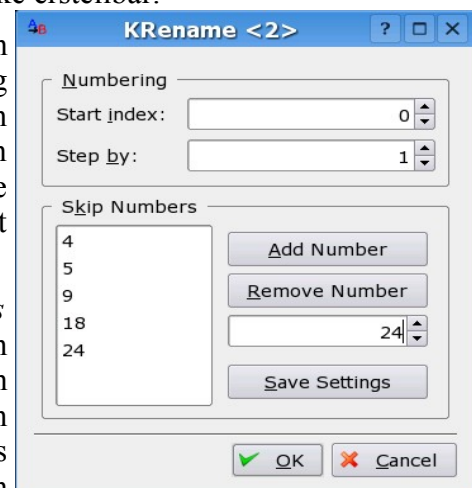 erstellbar.
KRename <2>
Numbering
Start index: 0
Step by: 1
Skip Numbers
4
5
9
18
24
Add Number
Remove Number
24
Save Settings
OK Cancel